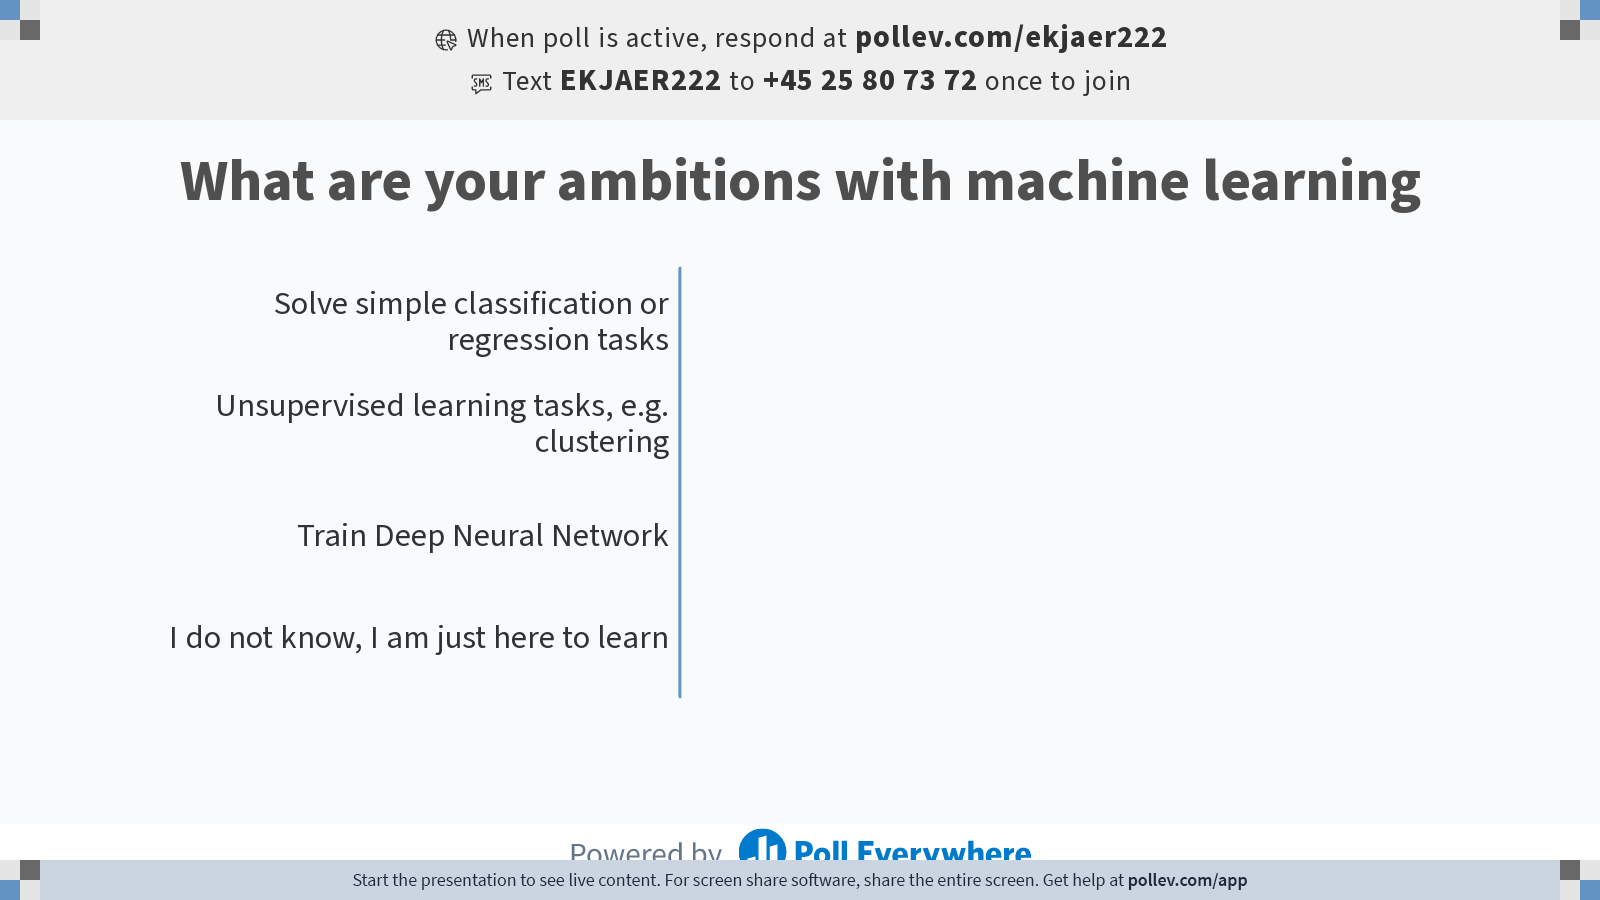 When poll is active, respond at pollev.com/ekjaer222
SMS Text EKJAER222 to +45 25 80 73 72 once to join
What are your ambitions with machine learning
Solve simple classification or
regression tasks
Unsupervised learning tasks, e.g.
clustering
Train Deep Neural Network
I do not know, I am just here to learn
Powered by Poll Everywhere
Start the presentation to see live content. For screen share software, share the entire screen. Get help at pollev.com/app